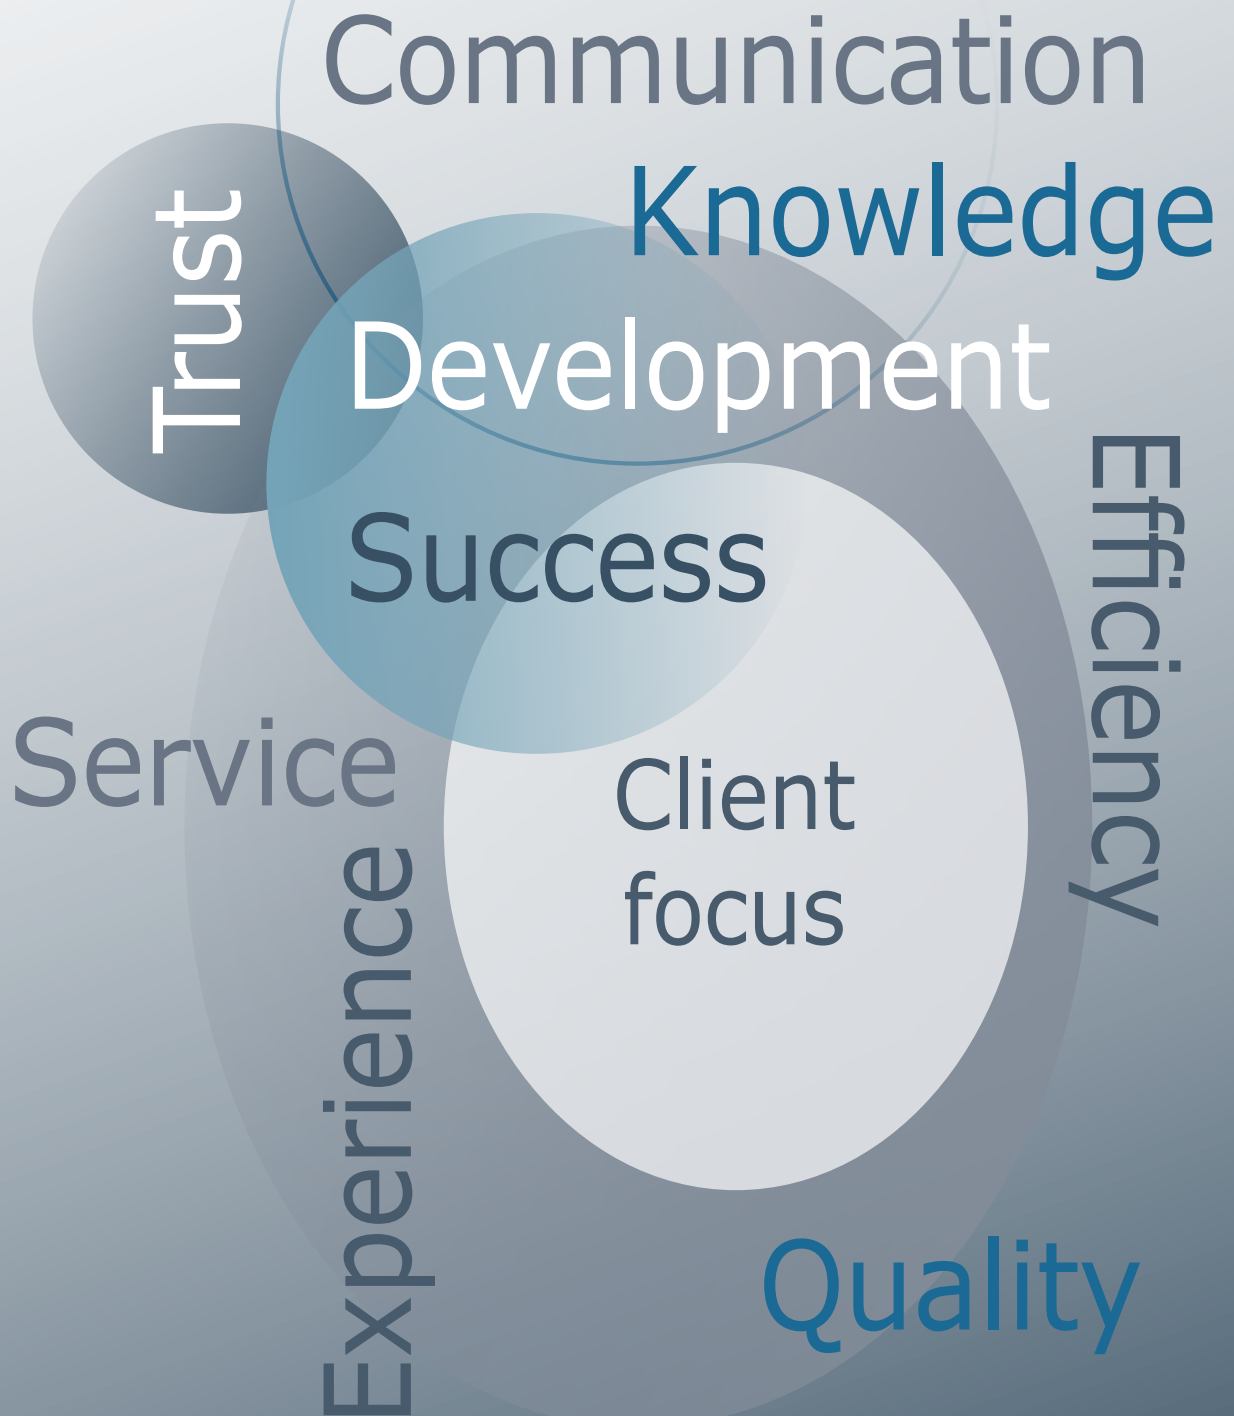 Communication
Knowledge
Trust
Development
Efficiency
Success
Service
Client
focus
Experience
Quality